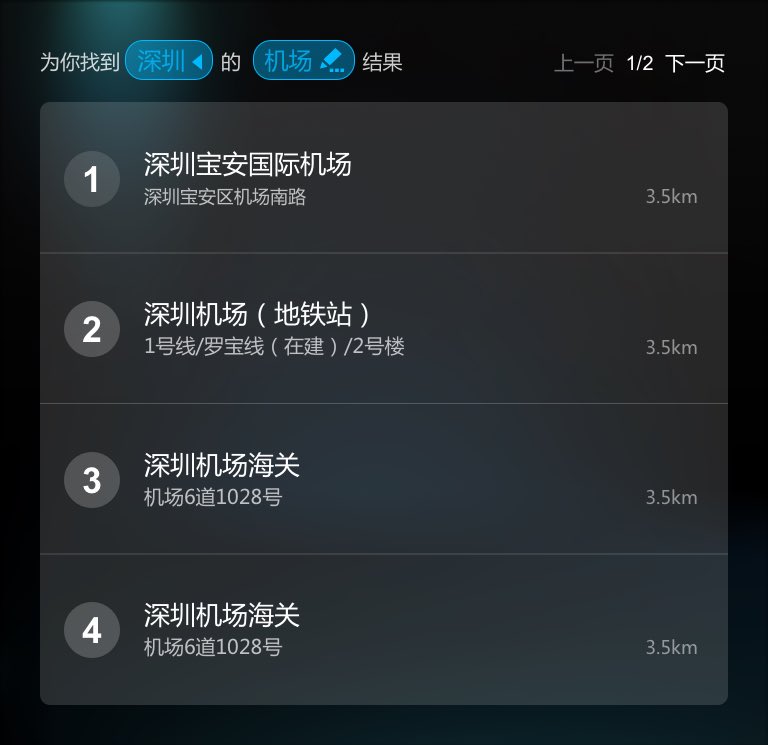 为你找到 深圳 的 机场 结果 上一页 1/2 下一页
1
深圳宝安国际机场
深圳宝安区机场南路 3.5km
2
深圳机场（地铁站）
1号线/罗宝线（在建）/2号楼 3.5km
3
深圳机场海关
机场6道1028号 3.5km
4
深圳机场海关
机场6道1028号 3.5km